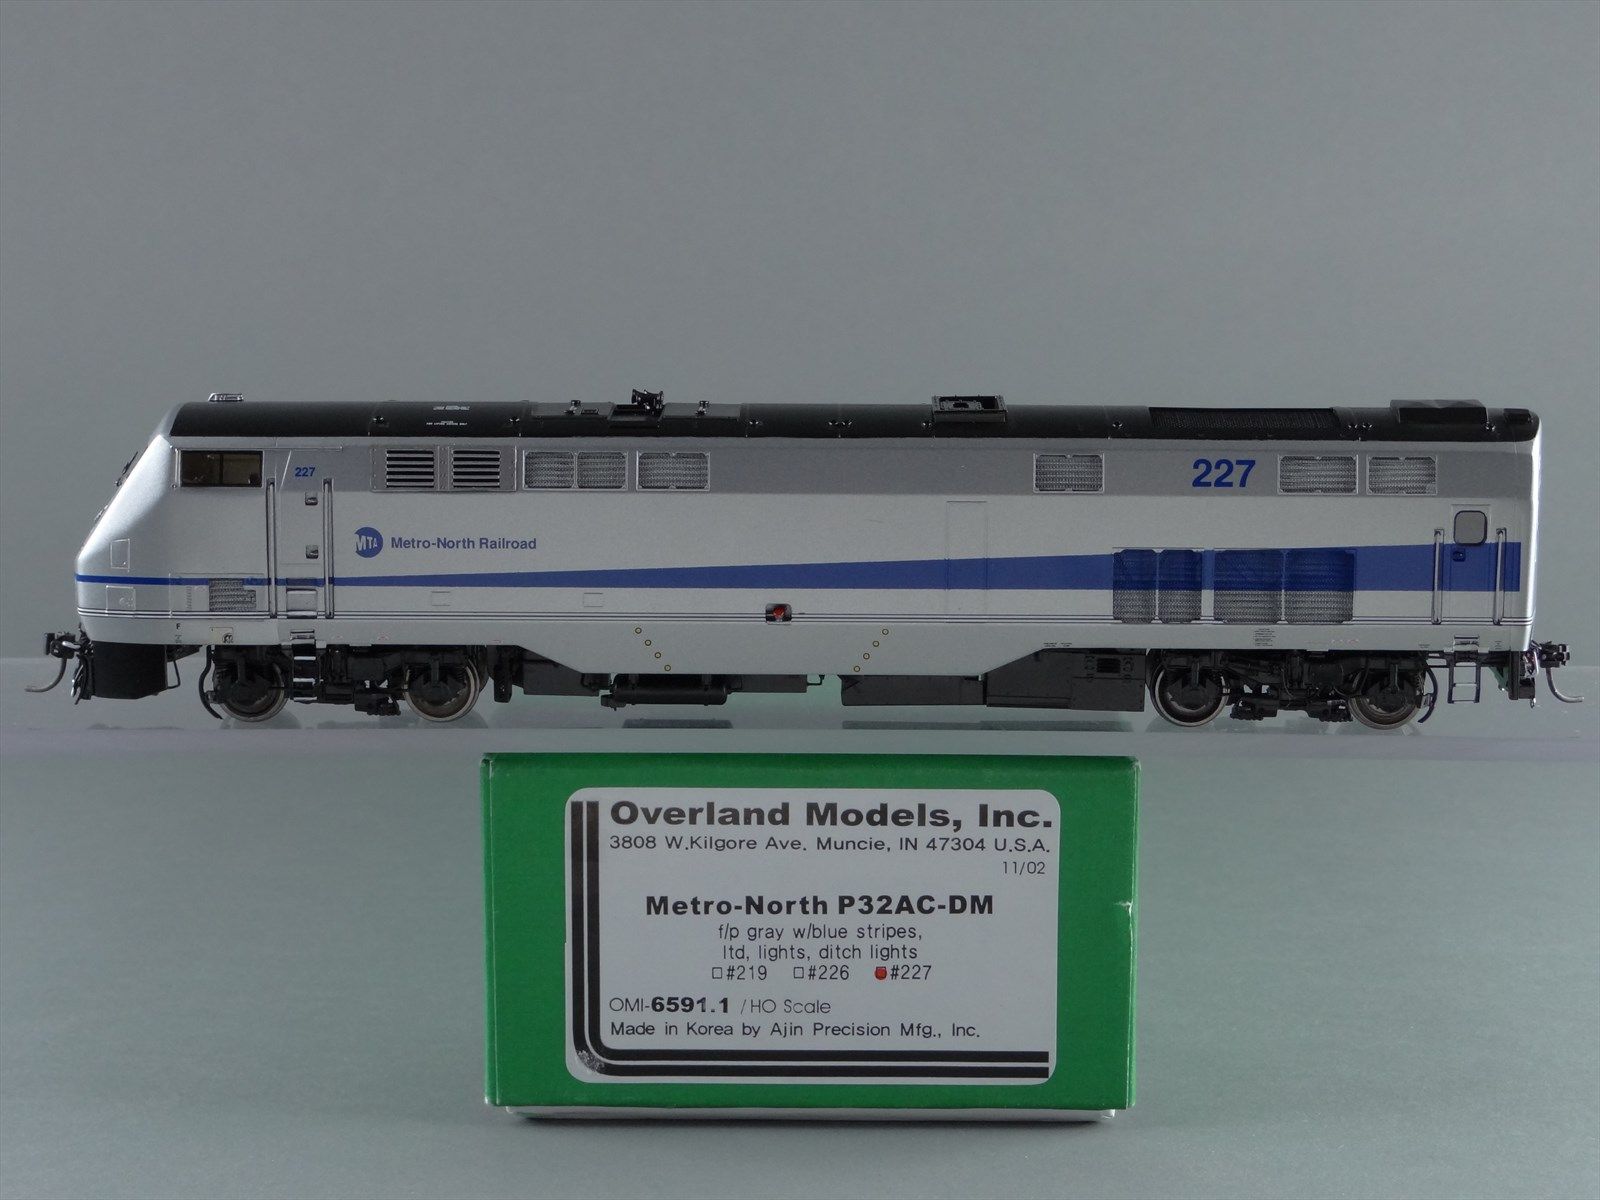 227
227
MTA
Metro-North Railroad
F
Overland Models, Inc.
3808 W.Kilgore Ave. Muncie, IN 47304 U.S.A.
11/02
Metro-North P32AC-DM
f/p gray w/blue stripes,
ltd, lights, ditch lights
#219 #226 #227
OMI-6591.1 /HO Scale
Made in Korea by Ajin Precision Mfg., Inc.